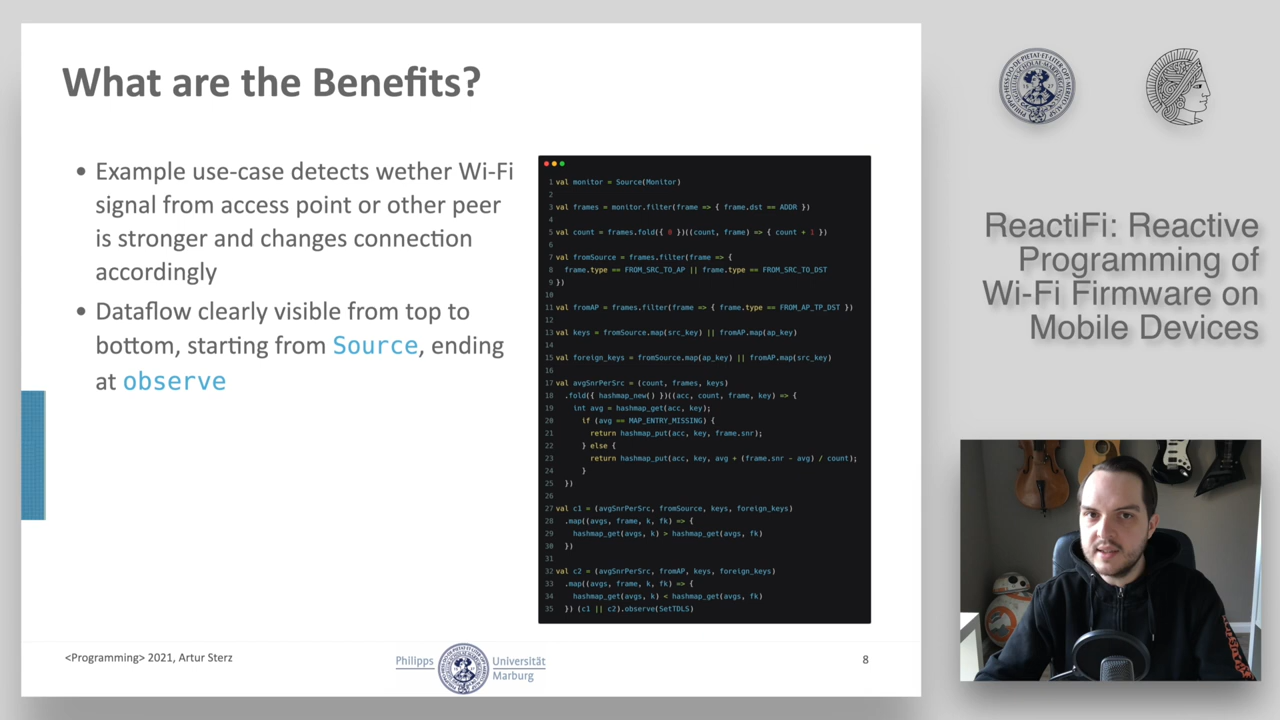 What are the Benefits?
• Example use-case detects wether Wi-Fi
signal from access point or other peer
is stronger and changes connection
accordingly
• Dataflow clearly visible from top to
bottom, starting from Source, ending
at observe
1 val monitor = Source(Monitor)
2
3 val frames = monitor.filter(frame => { frame.dst == ADDR })
4
5 val count = frames.fold({ 0 })((count, frame) => { count + 1 })
6
7 val fromSource = frames.filter(frame => {
8 frame.type == FROM_SRC_TO_AP || frame.type == FROM_SRC_TO_DST
9 })
10
11 val fromAP = frames.filter(frame => { frame.type == FROM_AP_TP_DST })
12
13 val keys = fromSource.map(src_key) || fromAP.map(ap_key)
14
15 val foreign_keys = fromSource.map(ap_key) || fromAP.map(src_key)
16
17 val avgSnrPerSrc = (count, frames, keys)
18 .fold({ hashmap_new() })((acc, count, frame, key) => {
19 int avg = hashmap_get(acc, key);
20 if (avg == MAP_ENTRY_MISSING) {
21 return hashmap_put(acc, key, frame.snr);
22 } else {
23 return hashmap_put(acc, key, avg + (frame.snr - avg) / count);
24 }
25 })
26
27 val c1 = (avgSnrPerSrc, fromSource, keys, foreign_keys)
28 .map((avgs, frame, k, fk) => {
29 hashmap_get(avgs, k) > hashmap_get(avgs, fk)
30 })
31
32 val c2 = (avgSnrPerSrc, fromAP, keys, foreign_keys)
33 .map((avgs, frame, k, fk) => {
34 hashmap_get(avgs, k) < hashmap_get(avgs, fk)
35 }) (c1 || c2).observe(SetTDLS)
<Programming> 2021, Artur Sterz
Philipps Universität
Marburg
8
ReactiFi: Reactive
Programming of
Wi-Fi Firmware on
Mobile Devices